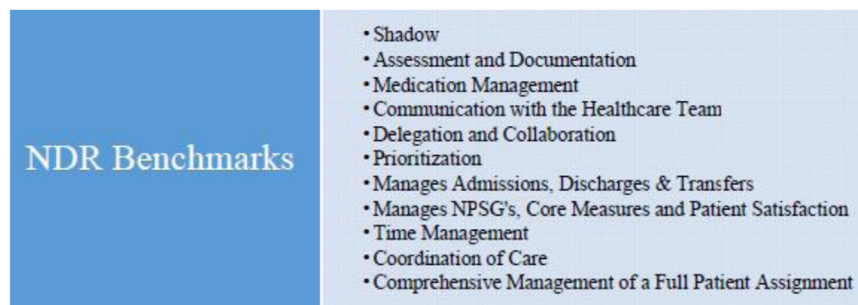 NDR Benchmarks
• Shadow
• Assessment and Documentation
• Medication Management
• Communication with the Healthcare Team
• Delegation and Collaboration
• Prioritization
• Manages Admissions, Discharges & Transfers
• Manages NPSG's, Core Measures and Patient Satisfaction
• Time Management
• Coordination of Care
• Comprehensive Management of a Full Patient Assignment